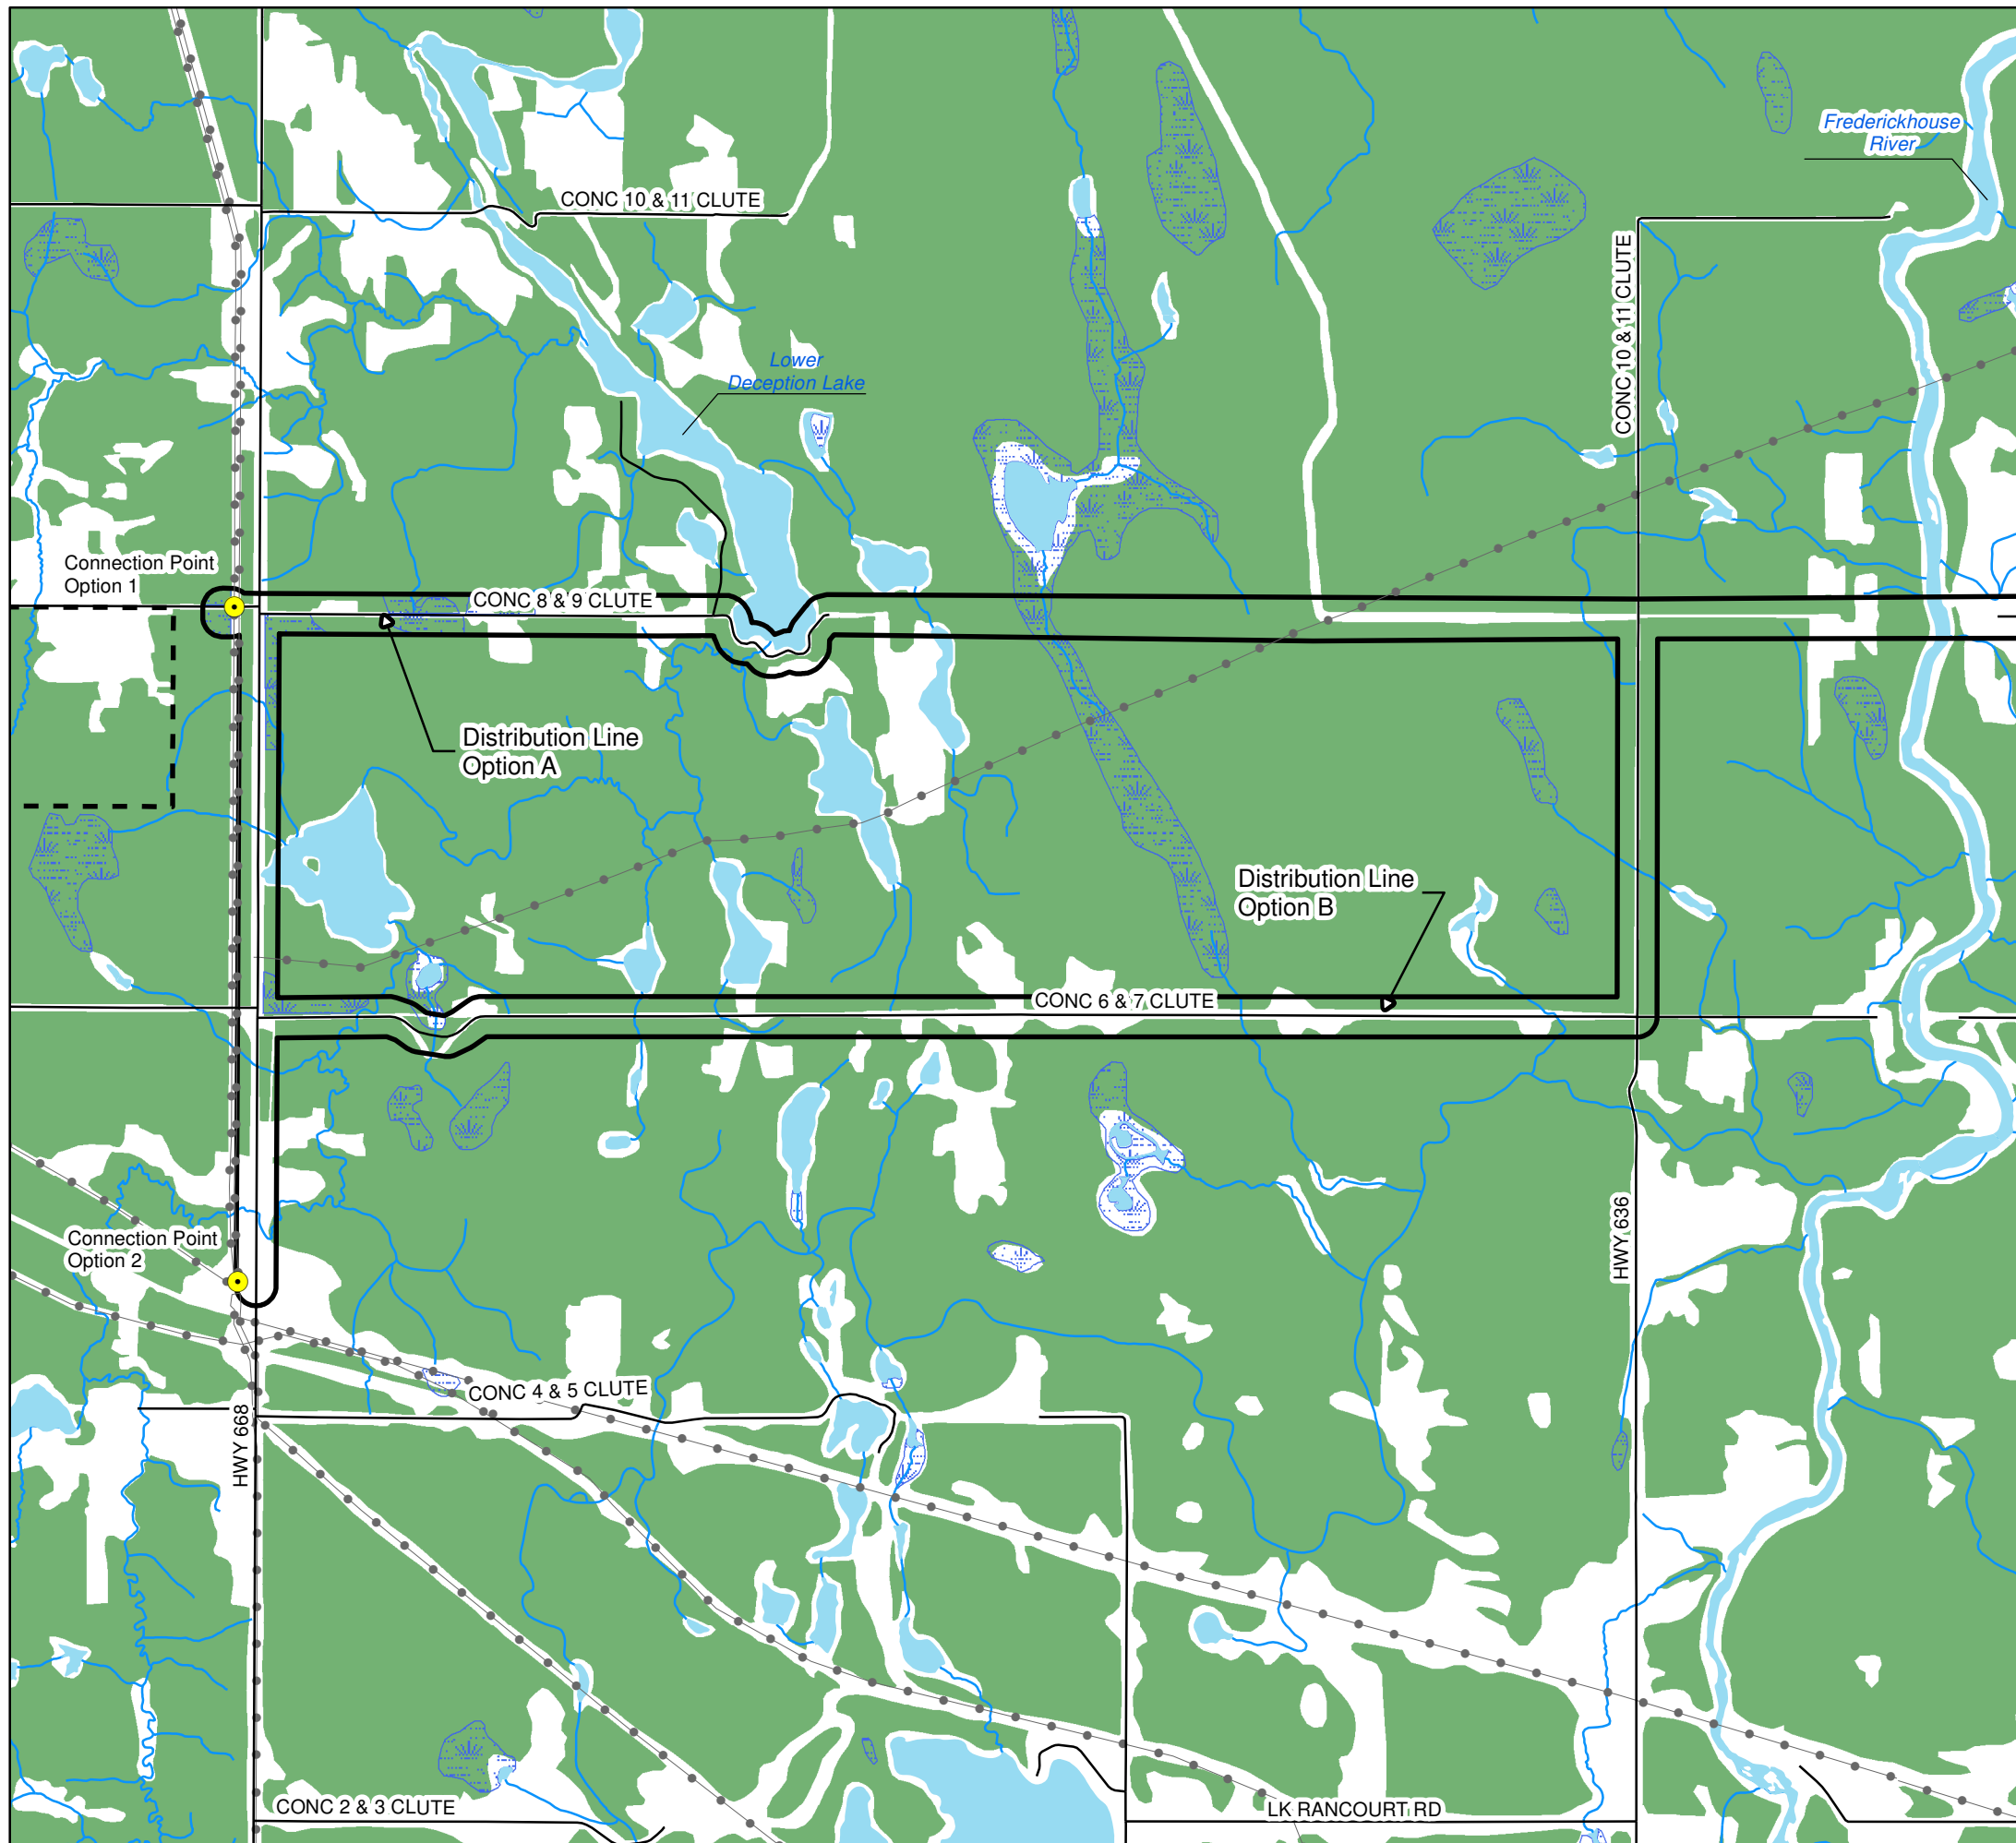 Frederickhouse
River
CONC 10 & 11 CLUTE
CONC 10 & 11 CLUTE
Lower
Deception Lake
Connection Point
Option 1
CONC 8 & 9 CLUTE
Distribution Line
Option A
Distribution Line
Option B
CONC 6 & 7 CLUTE
Connection Point
Option 2
HWY 636
CONC 4 & 5 CLUTE
HWY 668
CONC 2 & 3 CLUTE
LK RANCOURT RD